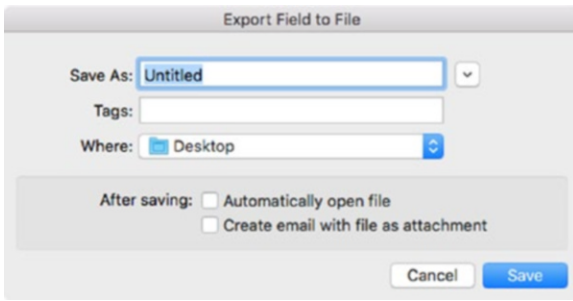 Export Field to File
Save As: Untitled
Tags:
Where: Desktop
After saving: Automatically open file
Create email with file as attachment
Cancel Save